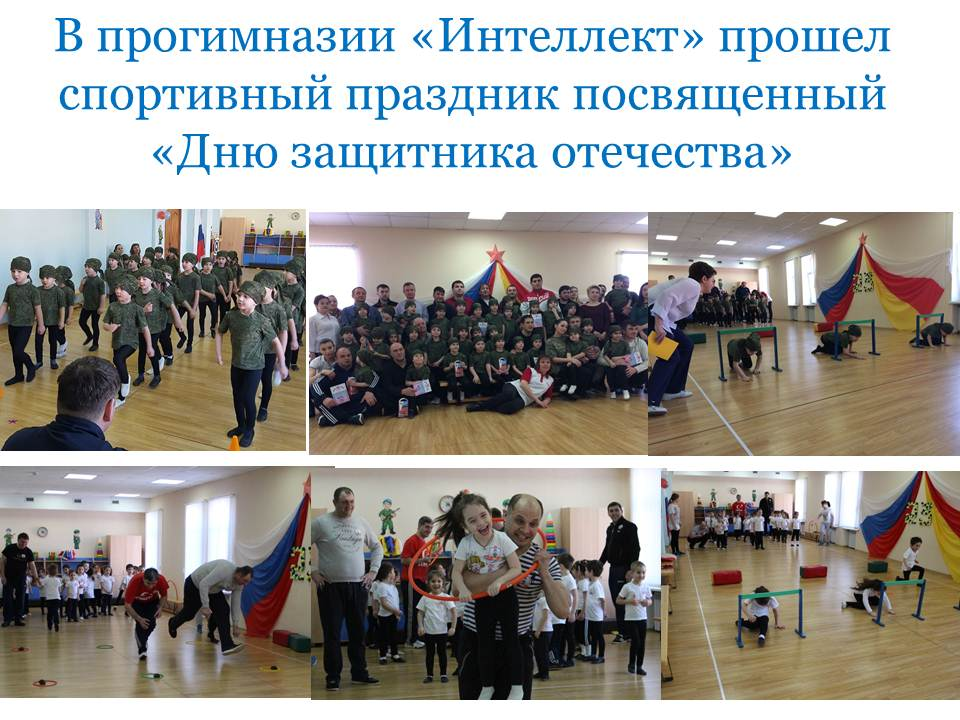 В прогимназии «Интеллект» прошел
спортивный праздник посвященный
«Дню защитника отечества»